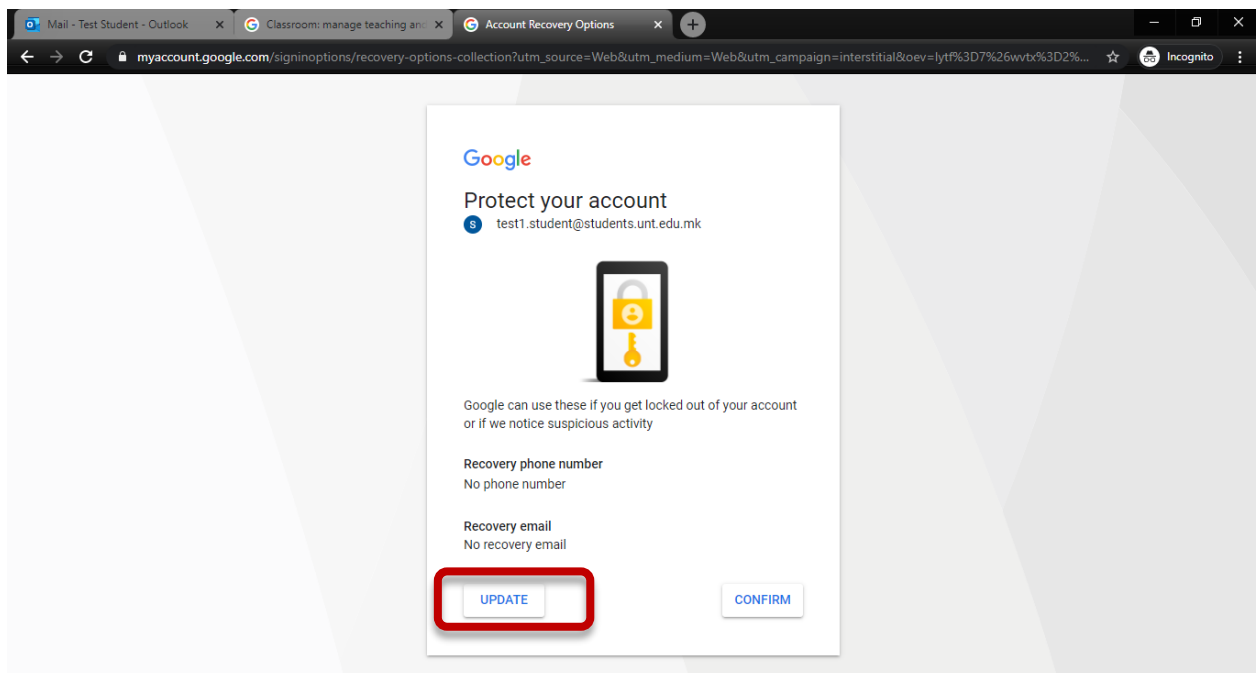 Mail - Test Student - Outlook
Classroom: manage teaching and
Account Recovery Options
myaccount.google.com/signinoptions/recovery-options-collection?utm_source=Web&utm_medium=Web&utm_campaign=interstitial&oev=lytf%3D7%26wvtx%3D2%...
Incognito
Google
Protect your account
S test1.student@students.unt.edu.mk
Google can use these if you get locked out of your account
or if we notice suspicious activity
Recovery phone number
No phone number
Recovery email
No recovery email
UPDATE
CONFIRM